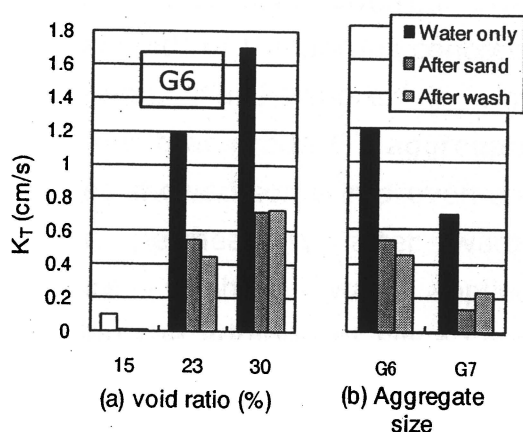 K_T (cm/s)
1.8
1.6
1.4
1.2
1
0.8
0.6
0.4
0.2
0
G6
15 23 30
(a) void ratio (%)
Water only
After sand
After wash
G6 G7
(b) Aggregate
size